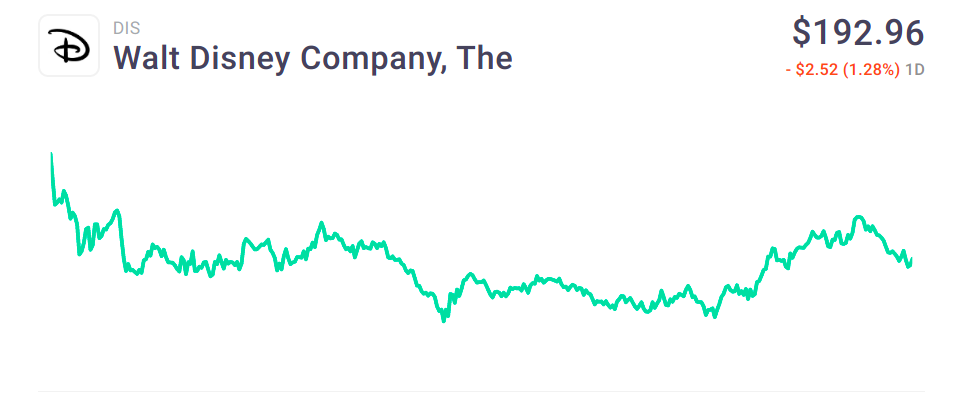 DIS
Walt Disney Company, The
$192.96
- $2.52 (1.28%) 1D